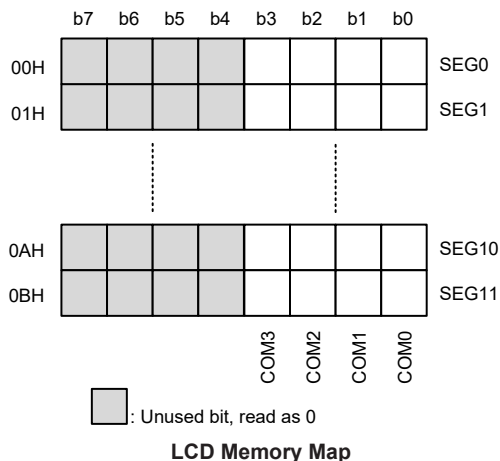 b7 b6 b5 b4 b3 b2 b1 b0
00H SEG0
01H SEG1
0AH SEG10
0BH SEG11
COM3 COM2 COM1 COM0
: Unused bit, read as 0
LCD Memory Map